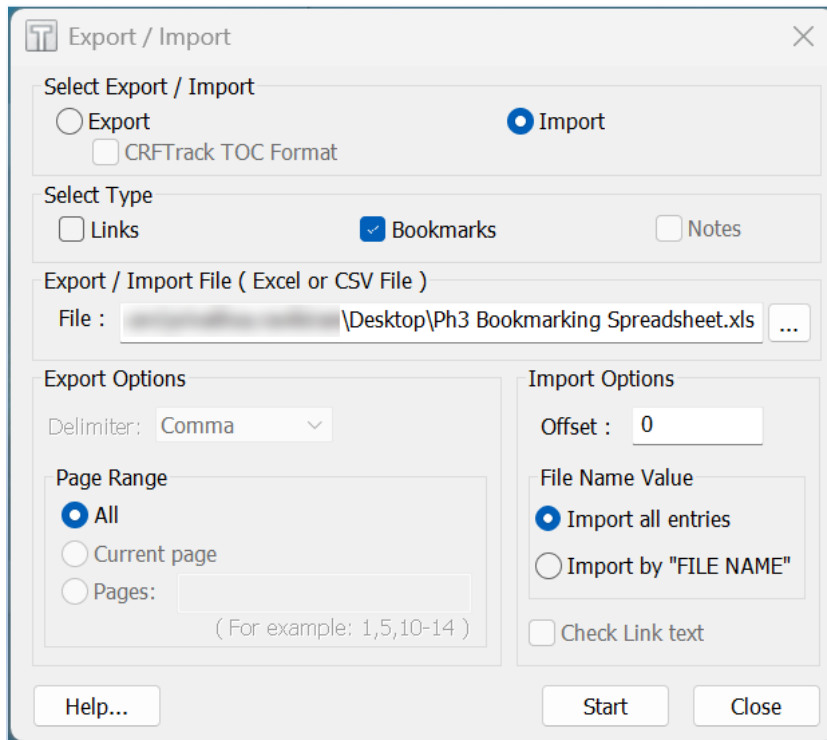 Export / Import
Select Export / Import
Export
Import
CRFTrack TOC Format
Select Type
Links
Bookmarks
Notes
Export / Import File ( Excel or CSV File )
File : \Desktop\Ph3 Bookmarking Spreadsheet.xls ...
Export Options
Delimiter: Comma
Page Range
All
Current page
Pages:
( For example: 1,5,10-14 )
Import Options
Offset : 0
File Name Value
Import all entries
Import by "FILE NAME"
Check Link text
Help...
Start
Close